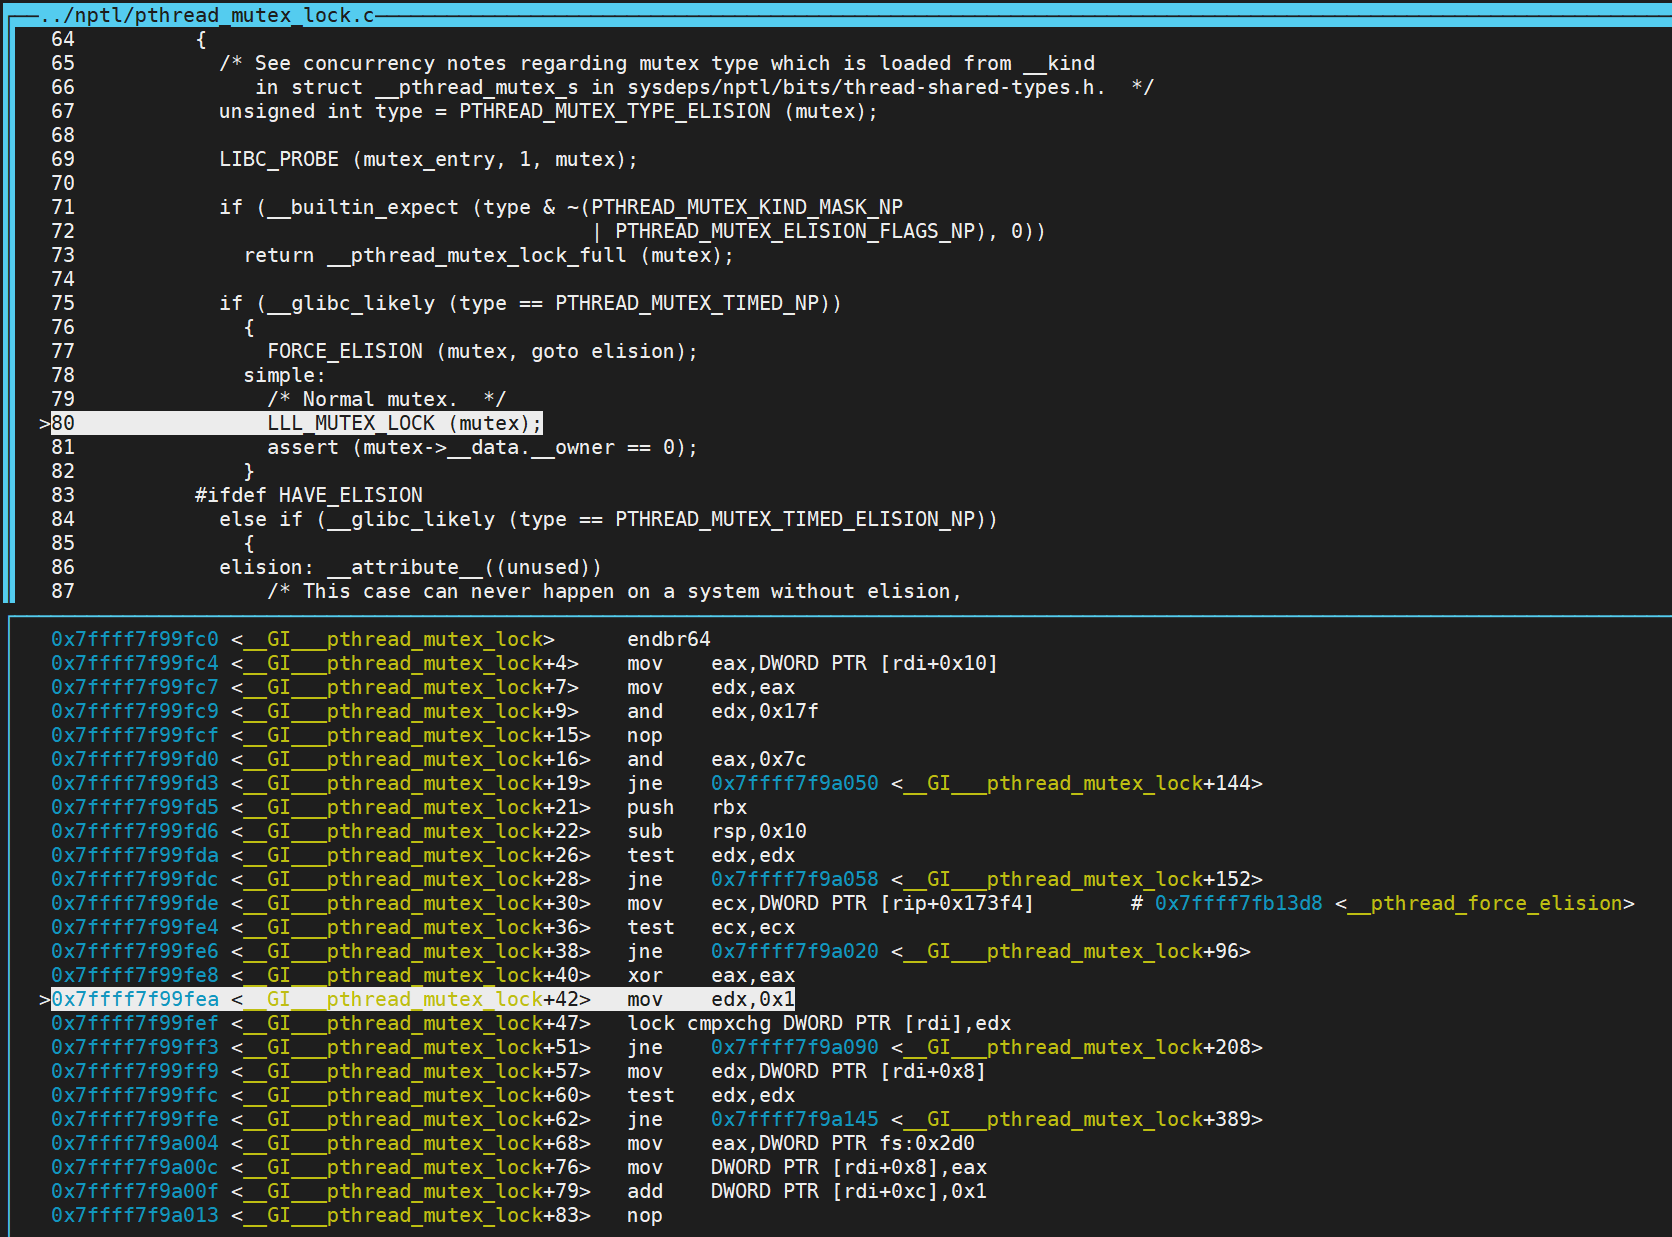 ../nptl/pthread_mutex_lock.c
64          {
65            /* See concurrency notes regarding mutex type which is loaded from __kind
66               in struct __pthread_mutex_s in sysdeps/nptl/bits/thread-shared-types.h.  */
67            unsigned int type = PTHREAD_MUTEX_TYPE_ELISION (mutex);
68
69            LIBC_PROBE (mutex_entry, 1, mutex);
70
71            if (__builtin_expect (type & ~(PTHREAD_MUTEX_KIND_MASK_NP
72                                           | PTHREAD_MUTEX_ELISION_FLAGS_NP), 0))
73              return __pthread_mutex_lock_full (mutex);
74
75            if (__glibc_likely (type == PTHREAD_MUTEX_TIMED_NP))
76              {
77                FORCE_ELISION (mutex, goto elision);
78              simple:
79                /* Normal mutex.  */
>80                LLL_MUTEX_LOCK (mutex);
81                assert (mutex->__data.__owner == 0);
82              }
83          #ifdef HAVE_ELISION
84            else if (__glibc_likely (type == PTHREAD_MUTEX_TIMED_ELISION_NP))
85              {
86            elision: __attribute__((unused))
87                /* This case can never happen on a system without elision,
0x7ffff7f99fc0 <__GI___pthread_mutex_lock>      endbr64
0x7ffff7f99fc4 <__GI___pthread_mutex_lock+4>    mov    eax,DWORD PTR [rdi+0x10]
0x7ffff7f99fc7 <__GI___pthread_mutex_lock+7>    mov    edx,eax
0x7ffff7f99fc9 <__GI___pthread_mutex_lock+9>    and    edx,0x17f
0x7ffff7f99fcf <__GI___pthread_mutex_lock+15>   nop
0x7ffff7f99fd0 <__GI___pthread_mutex_lock+16>   and    eax,0x7c
0x7ffff7f99fd3 <__GI___pthread_mutex_lock+19>   jne    0x7ffff7f9a050 <__GI___pthread_mutex_lock+144>
0x7ffff7f99fd5 <__GI___pthread_mutex_lock+21>   push   rbx
0x7ffff7f99fd6 <__GI___pthread_mutex_lock+22>   sub    rsp,0x10
0x7ffff7f99fda <__GI___pthread_mutex_lock+26>   test   edx,edx
0x7ffff7f99fdc <__GI___pthread_mutex_lock+28>   jne    0x7ffff7f9a058 <__GI___pthread_mutex_lock+152>
0x7ffff7f99fde <__GI___pthread_mutex_lock+30>   mov    ecx,DWORD PTR [rip+0x173f4]        # 0x7ffff7fb13d8 <__pthread_force_elision>
0x7ffff7f99fe4 <__GI___pthread_mutex_lock+36>   test   ecx,ecx
0x7ffff7f99fe6 <__GI___pthread_mutex_lock+38>   jne    0x7ffff7f9a020 <__GI___pthread_mutex_lock+96>
0x7ffff7f99fe8 <__GI___pthread_mutex_lock+40>   xor    eax,eax
>0x7ffff7f99fea <__GI___pthread_mutex_lock+42>   mov    edx,0x1
0x7ffff7f99fef <__GI___pthread_mutex_lock+47>   lock cmpxchg DWORD PTR [rdi],edx
0x7ffff7f99ff3 <__GI___pthread_mutex_lock+51>   jne    0x7ffff7f9a090 <__GI___pthread_mutex_lock+208>
0x7ffff7f99ff9 <__GI___pthread_mutex_lock+57>   mov    edx,DWORD PTR [rdi+0x8]
0x7ffff7f99ffc <__GI___pthread_mutex_lock+60>   test   edx,edx
0x7ffff7f99ffe <__GI___pthread_mutex_lock+62>   jne    0x7ffff7f9a145 <__GI___pthread_mutex_lock+389>
0x7ffff7f9a004 <__GI___pthread_mutex_lock+68>   mov    eax,DWORD PTR fs:0x2d0
0x7ffff7f9a00c <__GI___pthread_mutex_lock+76>   mov    DWORD PTR [rdi+0x8],eax
0x7ffff7f9a00f <__GI___pthread_mutex_lock+79>   add    DWORD PTR [rdi+0xc],0x1
0x7ffff7f9a013 <__GI___pthread_mutex_lock+83>   nop